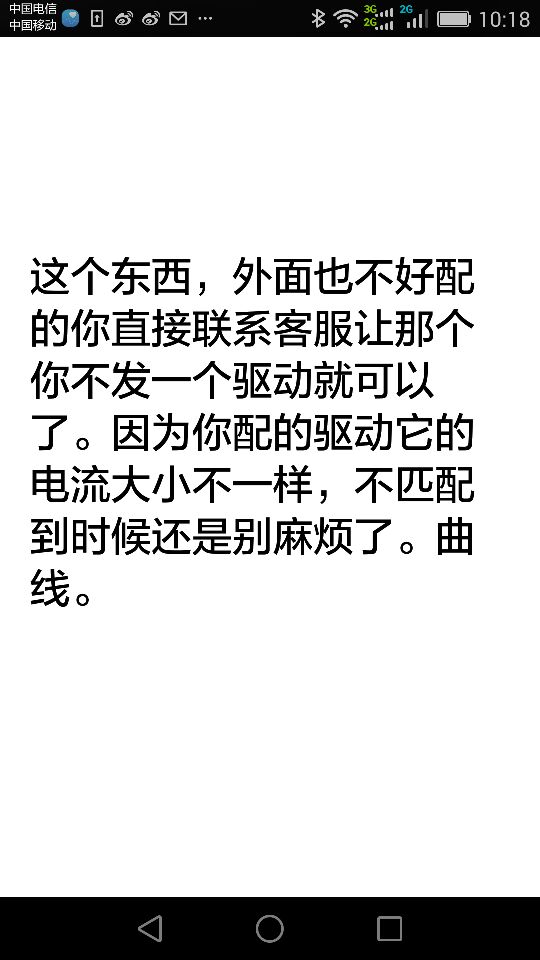 中国电信
中国移动
3G
2G
2G
10:18
这个东西，外面也不好配
的你直接联系客服让那个
你不发一个驱动就可以
了。因为你配的驱动它的
电流大小不一样，不匹配
到时候还是别麻烦了。曲
线。